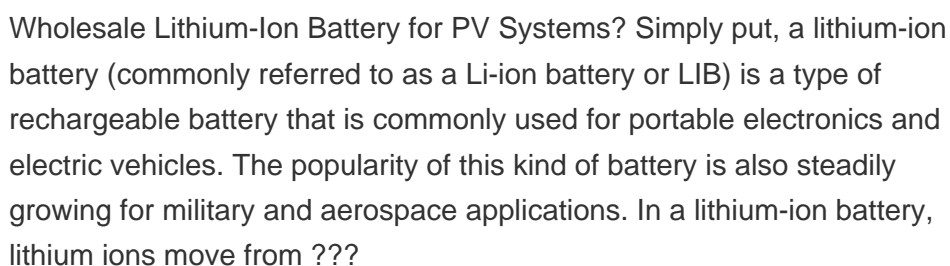 Wholesale Lithium-Ion Battery for PV Systems? Simply put, a lithium-ion
battery (commonly referred to as a Li-ion battery or LIB) is a type of
rechargeable battery that is commonly used for portable electronics and
electric vehicles. The popularity of this kind of battery is also steadily
growing for military and aerospace applications. In a lithium-ion battery,
lithium ions move from ???